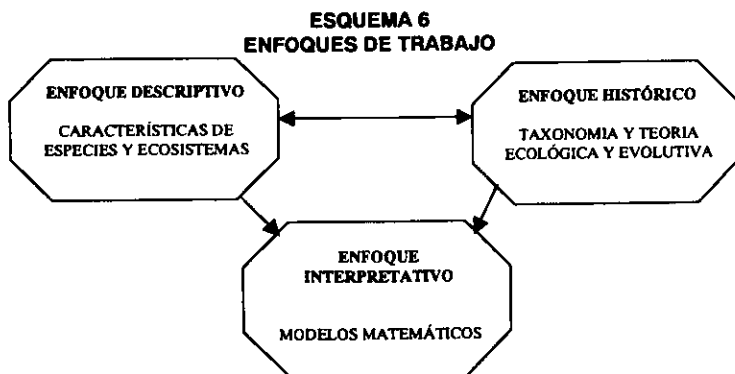 ESQUEMA 6
ENFOQUES DE TRABAJO
ENFOQUE DESCRIPTIVO
CARACTERÍSTICAS DE
ESPECIES Y ECOSISTEMAS
ENFOQUE HISTÓRICO
TAXONOMIA Y TEORIA
ECOLÓGICA Y EVOLUTIVA
ENFOQUE
INTERPRETATIVO
MODELOS MATEMÁTICOS